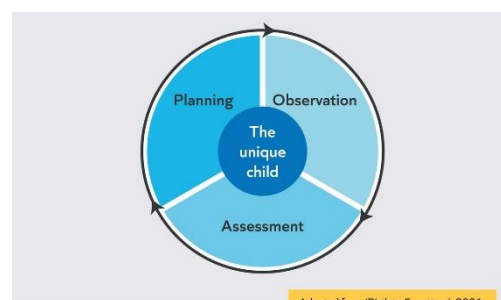 Planning
Observation
The
unique
child
Assessment